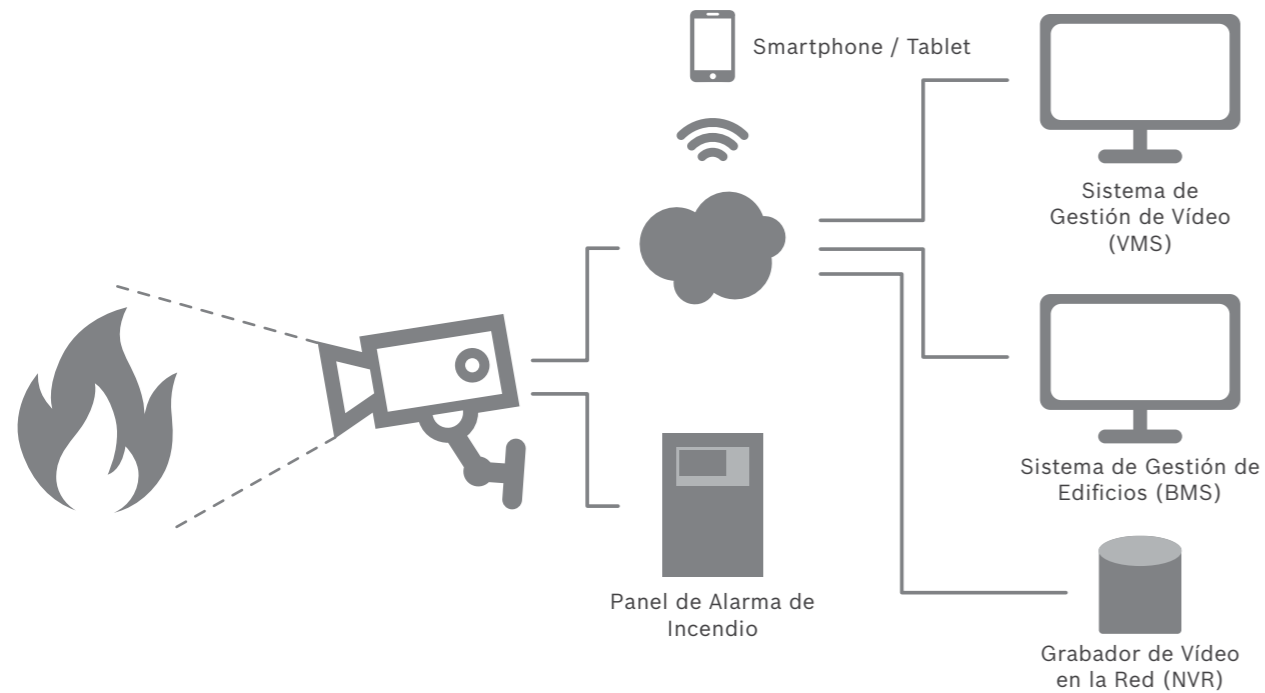 Smartphone / Tablet
Sistema de
Gestión de Vídeo
(VMS)
Sistema de Gestión de
Edificios (BMS)
Panel de Alarma de
Incendio
Grabador de Vídeo
en la Red (NVR)